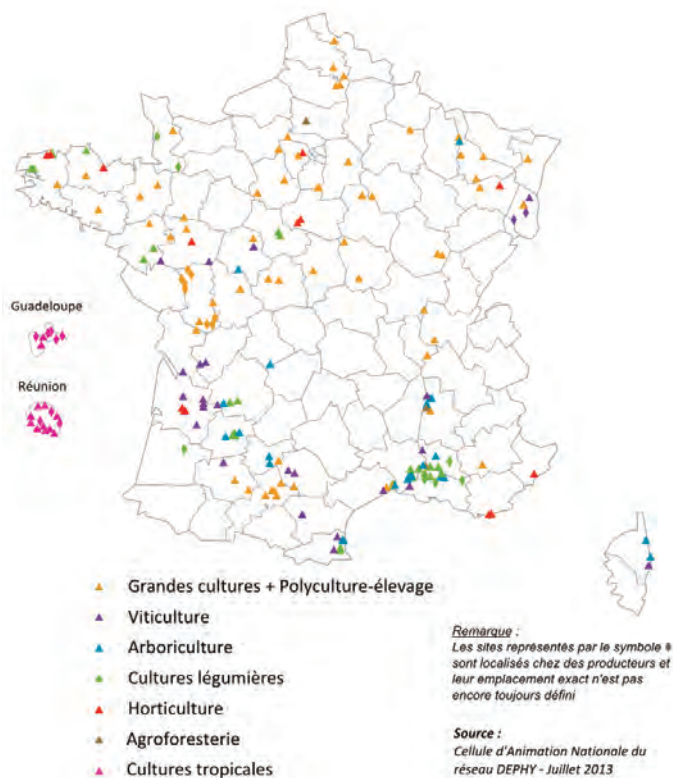 Guadeloupe
Réunion
Grandes cultures + Polyculture-élevage
Viticulture
Arboriculture
Cultures légumières
Horticulture
Agroforesterie
Cultures tropicales
Remarque :
Les sites représentés par le symbole
sont localisés chez des producteurs et
leur emplacement exact n'est pas
encore toujours défini
Source :
Cellule d'Animation Nationale du
réseau DEPHY - Juillet 2013